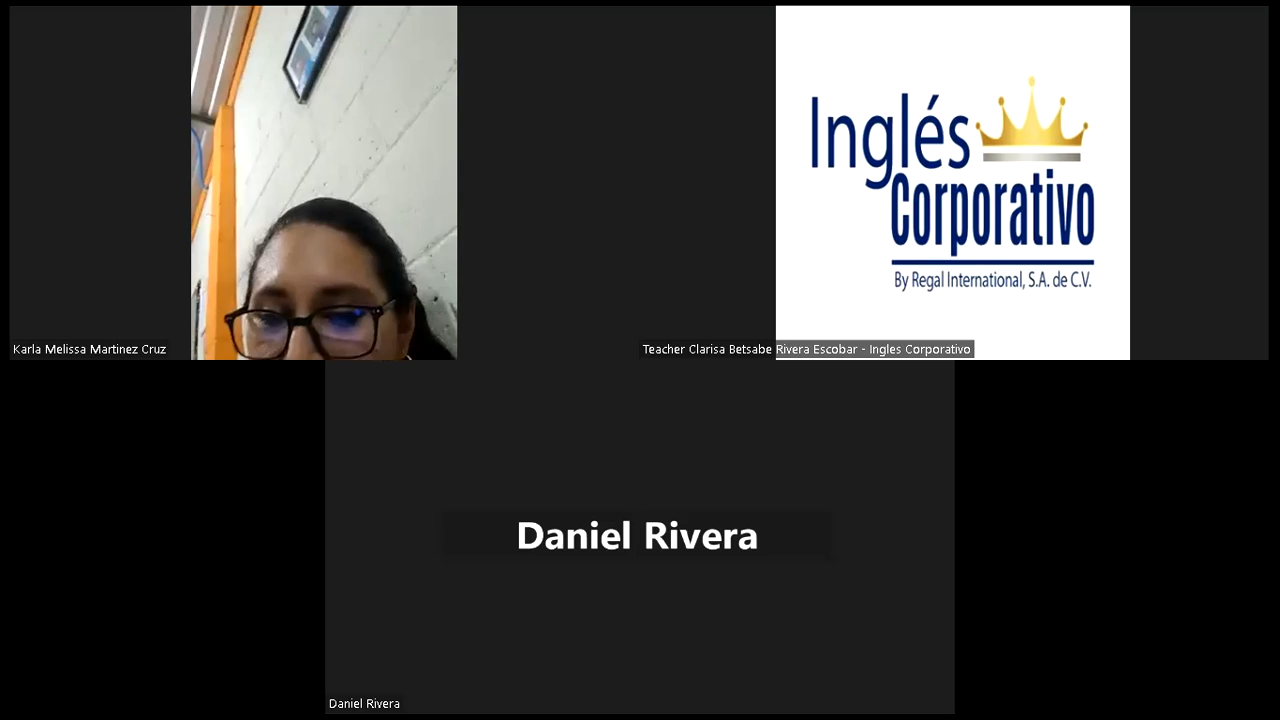 Inglés
Corporativo
By Regal International, S.A. de C.V.
Karla Melissa Martinez Cruz
Teacher Clarisa Betsabe Rivera Escobar - Ingles Corporativo
Daniel Rivera
Daniel Rivera